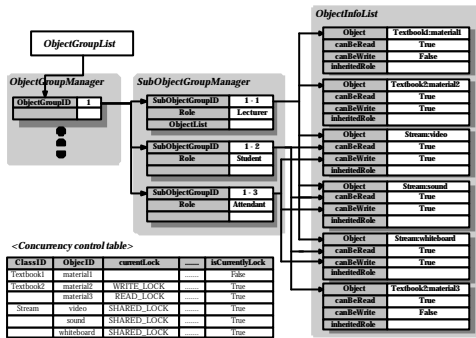 ObjectInfoList
ObjectGroupList
Object Textbook1:material1
canBeRead True
canBeWrite False
inheritedRole
ObjectGroupManager
SubObjectGroupManager
ObjectGroupID 1
SubObjectGroupID 1 - 1
Role Lecturer
ObjectList
Object Textbook2:material2
canBeRead True
canBeWrite True
inheritedRole
SubObjectGroupID 1 - 2
Role Student
Object Stream:video
canBeRead True
canBeWrite True
inheritedRole
SubObjectGroupID 1 - 3
Role Attendant
Object Stream:sound
canBeRead True
canBeWrite True
inheritedRole
Object Stream:whiteboard
canBeRead True
canBeWrite True
inheritedRole
Object Textbook2:material3
canBeRead True
canBeWrite False
inheritedRole
<Concurrency control table>
ClassID ObjecID currentLock ....... isCurrentlyLock
Textbook1 material1 ....... False
Textbook2 material2 WRITE_LOCK ....... True
material3 READ_LOCK ....... True
Stream video SHARED_LOCK ....... True
sound SHARED_LOCK ....... True
whiteboard SHARED_LOCK ....... True